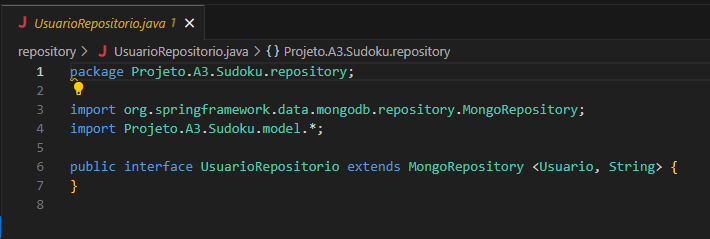 J UsuarioRepositorio.java 1 ×
repository > J UsuarioRepositorio.java > {} Projeto.A3.Sudoku.repository
1 package Projeto.A3.Sudoku.repository;
2
3 import org.springframework.data.mongodb.repository.MongoRepository;
4 import Projeto.A3.Sudoku.model.*;
5
6 public interface UsuarioRepositorio extends MongoRepository <Usuario, String> {
7 }
8